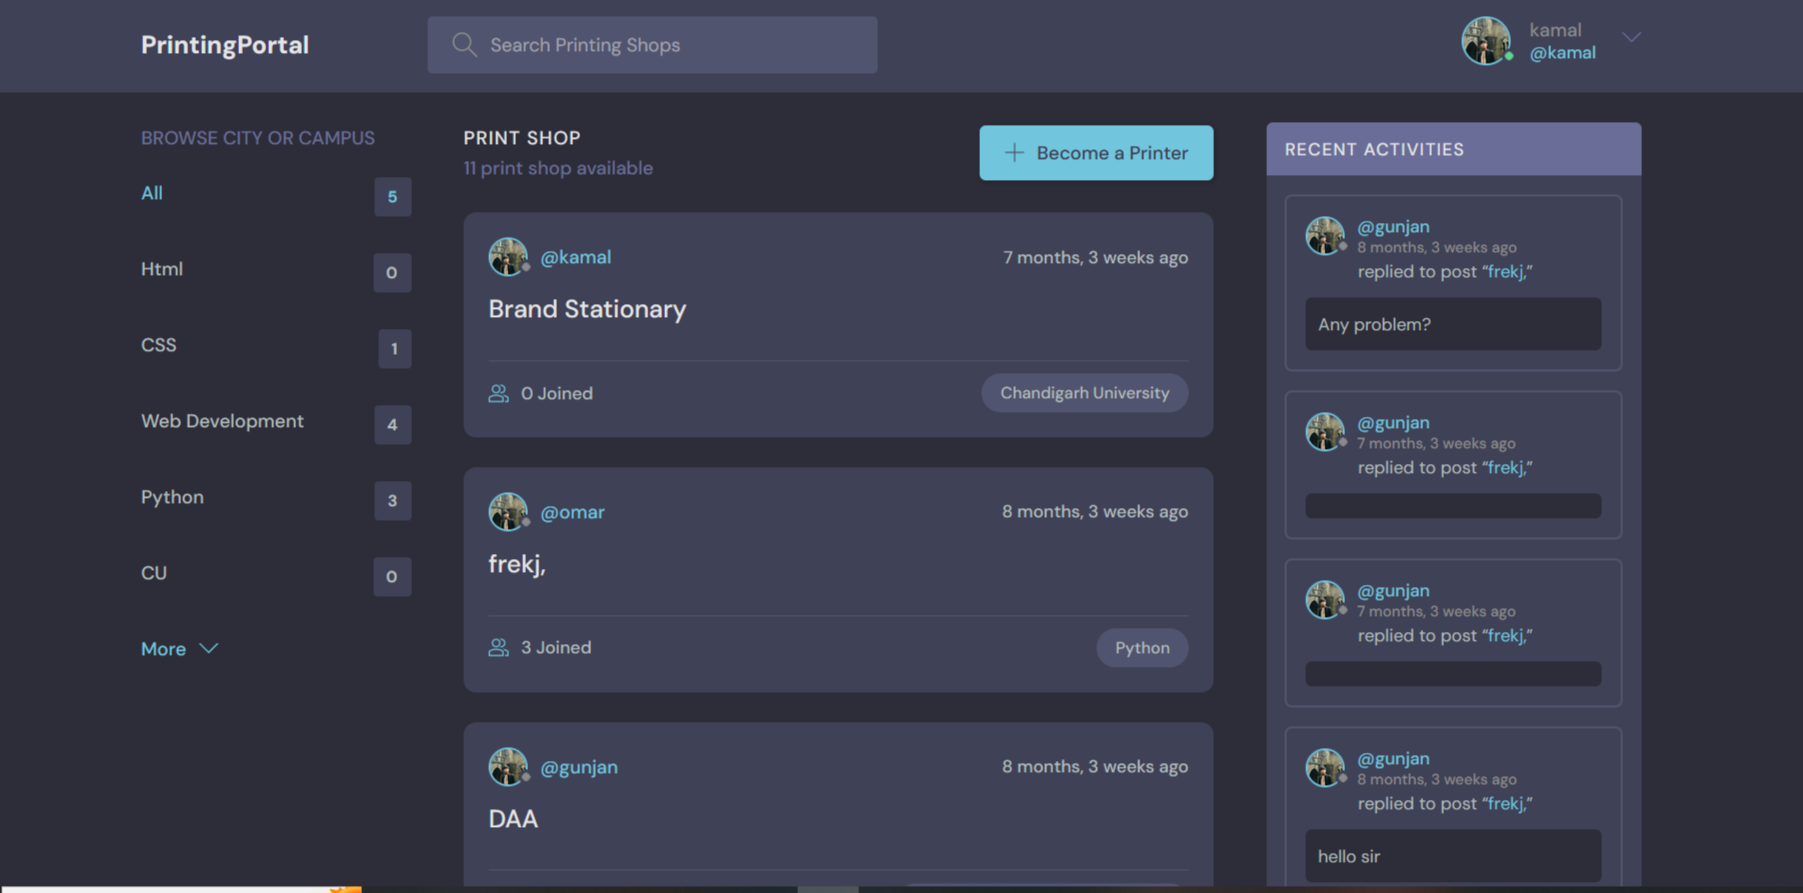 PrintingPortal
Search Printing Shops
kamal
@kamal
BROWSE CITY OR CAMPUS
All 5
Html 0
CSS 1
Web Development 4
Python 3
CU 0
More
PRINT SHOP
11 print shop available
Become a Printer
@kamal 7 months, 3 weeks ago
Brand Stationary
0 Joined Chandigarh University
@omar 8 months, 3 weeks ago
frekj,
3 Joined Python
@gunjan 8 months, 3 weeks ago
DAA
RECENT ACTIVITIES
@gunjan
8 months, 3 weeks ago
replied to post “frekj,”
Any problem?
@gunjan
7 months, 3 weeks ago
replied to post “frekj,”
@gunjan
7 months, 3 weeks ago
replied to post “frekj,”
@gunjan
8 months, 3 weeks ago
replied to post “frekj,”
hello sir